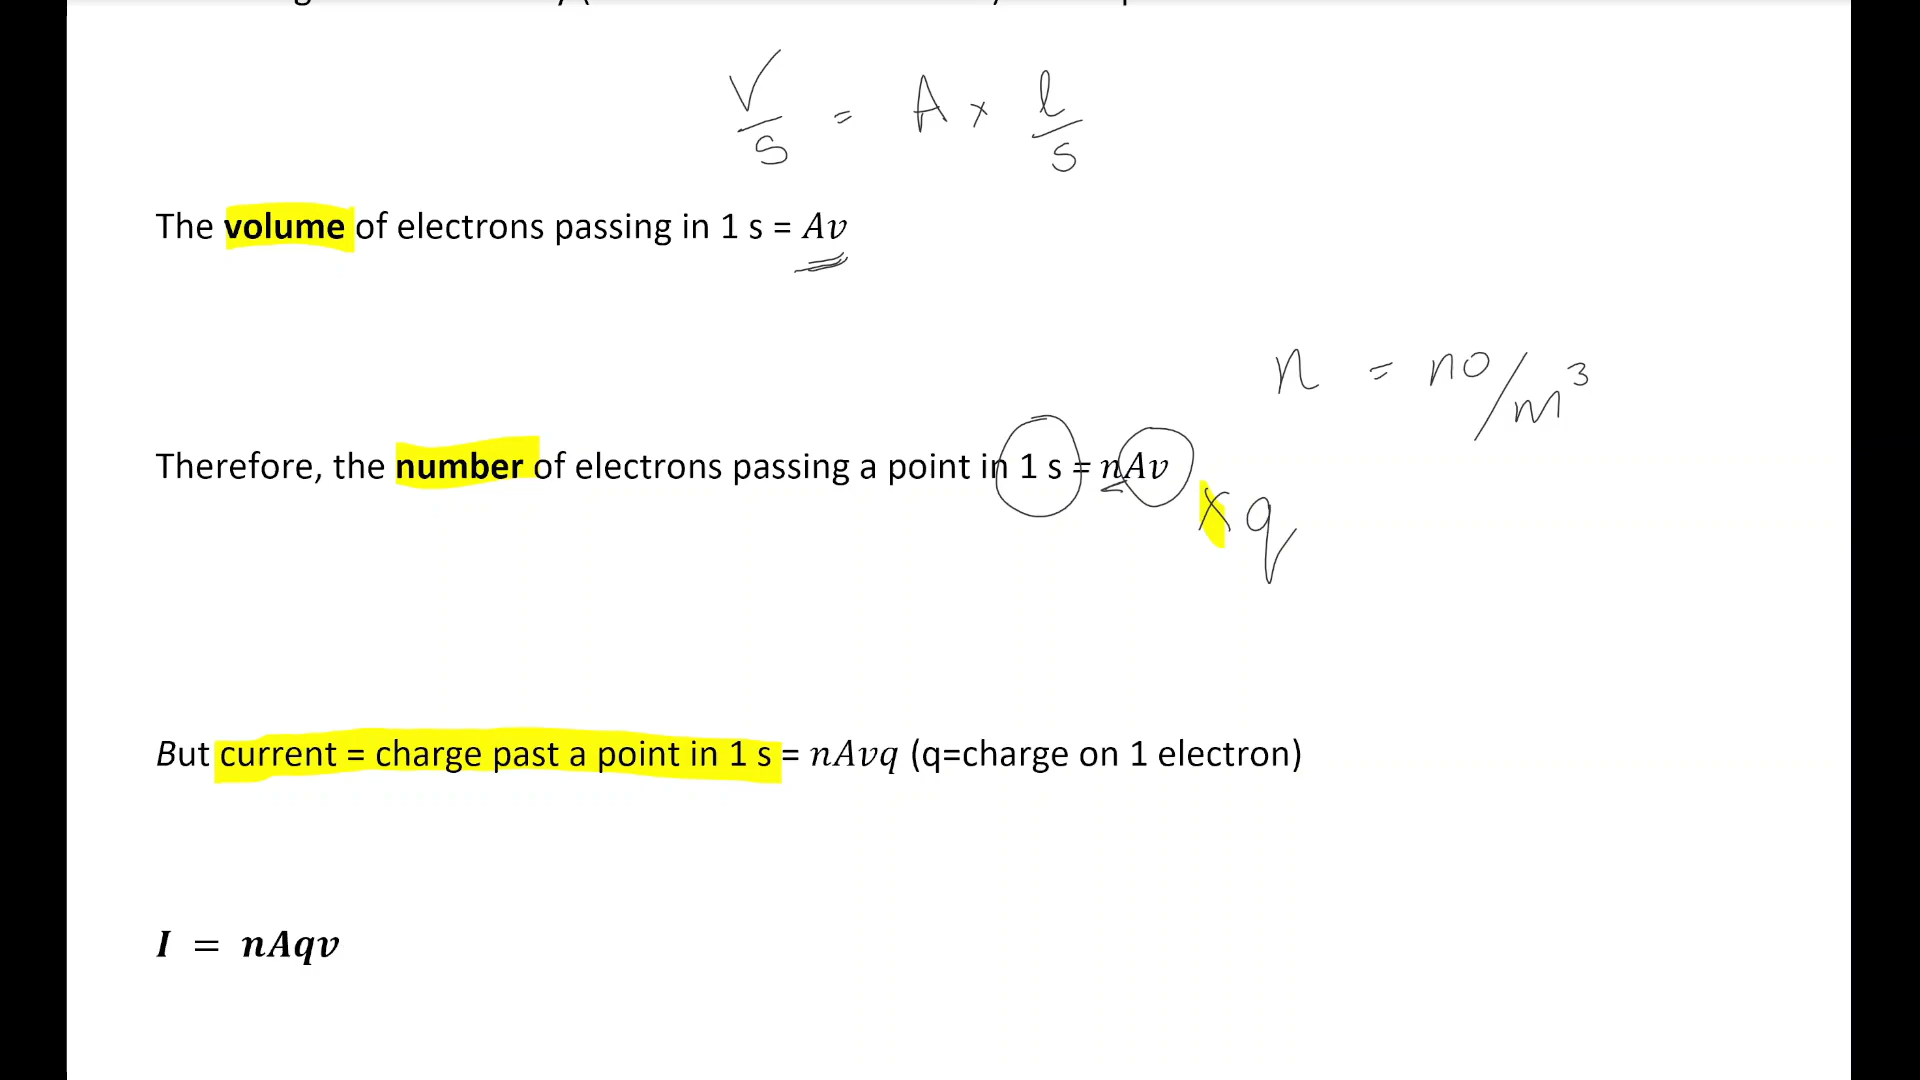 V/s = A × l/s
The volume of electrons passing in 1 s = Av
n = no/m³
Therefore, the number of electrons passing a point in 1 s = nAv
× q
But current = charge past a point in 1 s = nAvq (q=charge on 1 electron)
I = nAqv